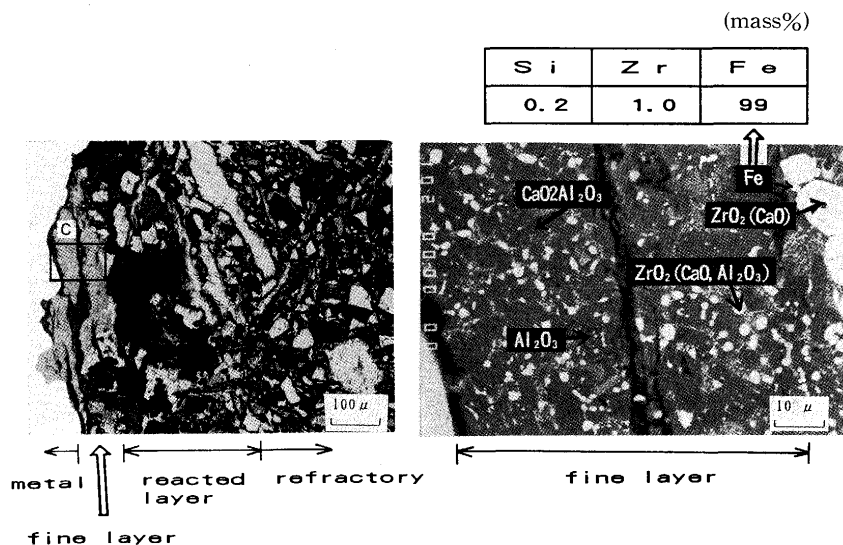 (mass%)
Si Zr Fe
0.2 1.0 99
C
100 μ
metal
reacted layer
refractory
fine layer
Fe
CaO2Al₂O₃
ZrO₂(CaO)
ZrO₂(CaO, Al₂O₃)
Al₂O₃
10 μ
fine layer